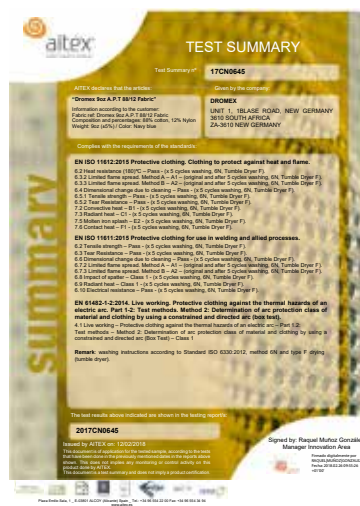 aitex
TEST SUMMARY
Test Summary nº
17CN0645
AITEX declares that the articles:
Given by the company:
"Dromex 9oz A.P.T 88/12 Fabric"
Information according to the customer:
Fabric ref: Dromex 9oz A.P.T 88/12 Fabric
Composition and percentages: 88% cotton, 12% Nylon
Weight: 9oz (±5%) / Color: Navy blue
DROMEX
UNIT 1, 1BLASE ROAD, NEW GERMANY
3610 SOUTH AFRICA
ZA-3610 NEW GERMANY
Complies with the requirements of the standard/s:
EN ISO 11612:2015 Protective clothing. Clothing to protect against heat and flame.
6.2 Heat resistance (180)ºC – Pass - (x 5 cycles washing, 6N, Tumble Dryer F).
6.3.2 Limited flame spread. Method A – A1 – (original and after 5 cycles washing, 6N, Tumble Dryer F).
6.3.3 Limited flame spread. Method B – A2 – (original and after 5 cycles washing, 6N, Tumble Dryer F).
6.4 Dimensional change due to cleaning – Pass - (x 5 cycles washing, 6N, Tumble Dryer F).
6.5.1 Tensile strength – Pass - (x 5 cycles washing, 6N, Tumble Dryer F).
6.5.2 Tear Resistance – Pass - (x 5 cycles washing, 6N, Tumble Dryer F).
7.2 Convective heat – B1 - (x 5 cycles washing, 6N, Tumble Dryer F).
7.3 Radiant heat – C1 - (x 5 cycles washing, 6N, Tumble Dryer F).
7.5 Molten iron splash – E2 - (x 5 cycles washing, 6N, Tumble Dryer F).
7.6 Contact heat – F1 - (x 5 cycles washing, 6N, Tumble Dryer F).
EN ISO 11611:2015 Protective clothing for use in welding and allied processes.
6.2 Tensile strength – Pass - (x 5 cycles washing, 6N, Tumble Dryer F).
6.3 Tear Resistance – Pass - (x 5 cycles washing, 6N, Tumble Dryer F).
6.6 Dimensional change due to cleaning – Pass - (x 5 cycles washing, 6N, Tumble Dryer F).
6.7.2 Limited flame spread. Method A – A1 – (original and after 5 cycles washing, 6N, Tumble Dryer F).
6.7.3 Limited flame spread. Method B – A2 – (original and after 5 cycles washing, 6N, Tumble Dryer F).
6.8 Impact of spatter – Class 1 - (x 5 cycles washing, 6N, Tumble Dryer F).
6.9 Radiant heat – Class 1 - (x 5 cycles washing, 6N, Tumble Dryer F).
6.10 Electrical resistance – Pass - (x 5 cycles washing, 6N, Tumble Dryer F).
EN 61482-1-2:2014. Live working. Protective clothing against the thermal hazards of an
electric arc. Part 1-2: Test methods. Method 2: Determination of arc protection class of
material and clothing by using a constrained and directed arc (box test).
4.1 Live working – Protective clothing against the thermal hazards of an electric arc – Part 1.2:
Test methods – Method 2: Determination of arc protection class of material and clothing by using a
constrained and directed arc (Box Test) – Class 1
Remark: washing instructions according to Standard ISO 6330:2012, method 6N and type F drying
(tumble dryer).
summary
The test results above indicated are shown in the testing report/s:
2017CN0645
Issued by AITEX on: 12/02/2018
Signed by: Raquel Muñoz González
Manager Innovation Area